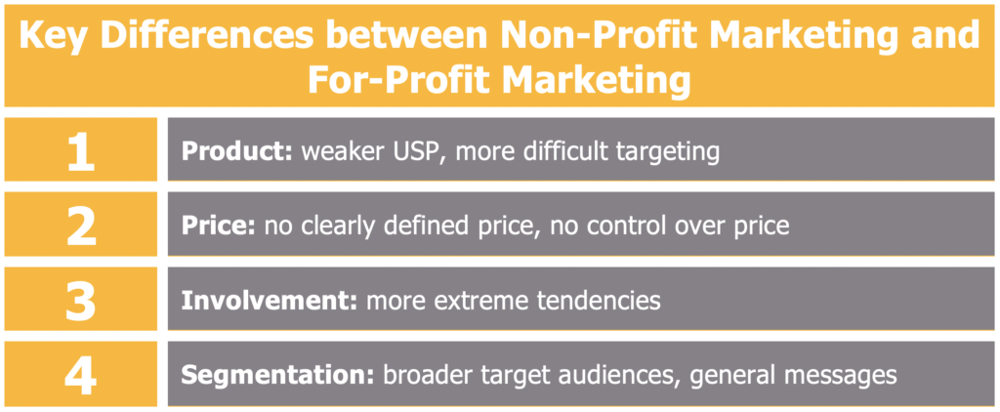 Key Differences between Non-Profit Marketing and
For-Profit Marketing
1
Product: weaker USP, more difficult targeting
2
Price: no clearly defined price, no control over price
3
Involvement: more extreme tendencies
4
Segmentation: broader target audiences, general messages